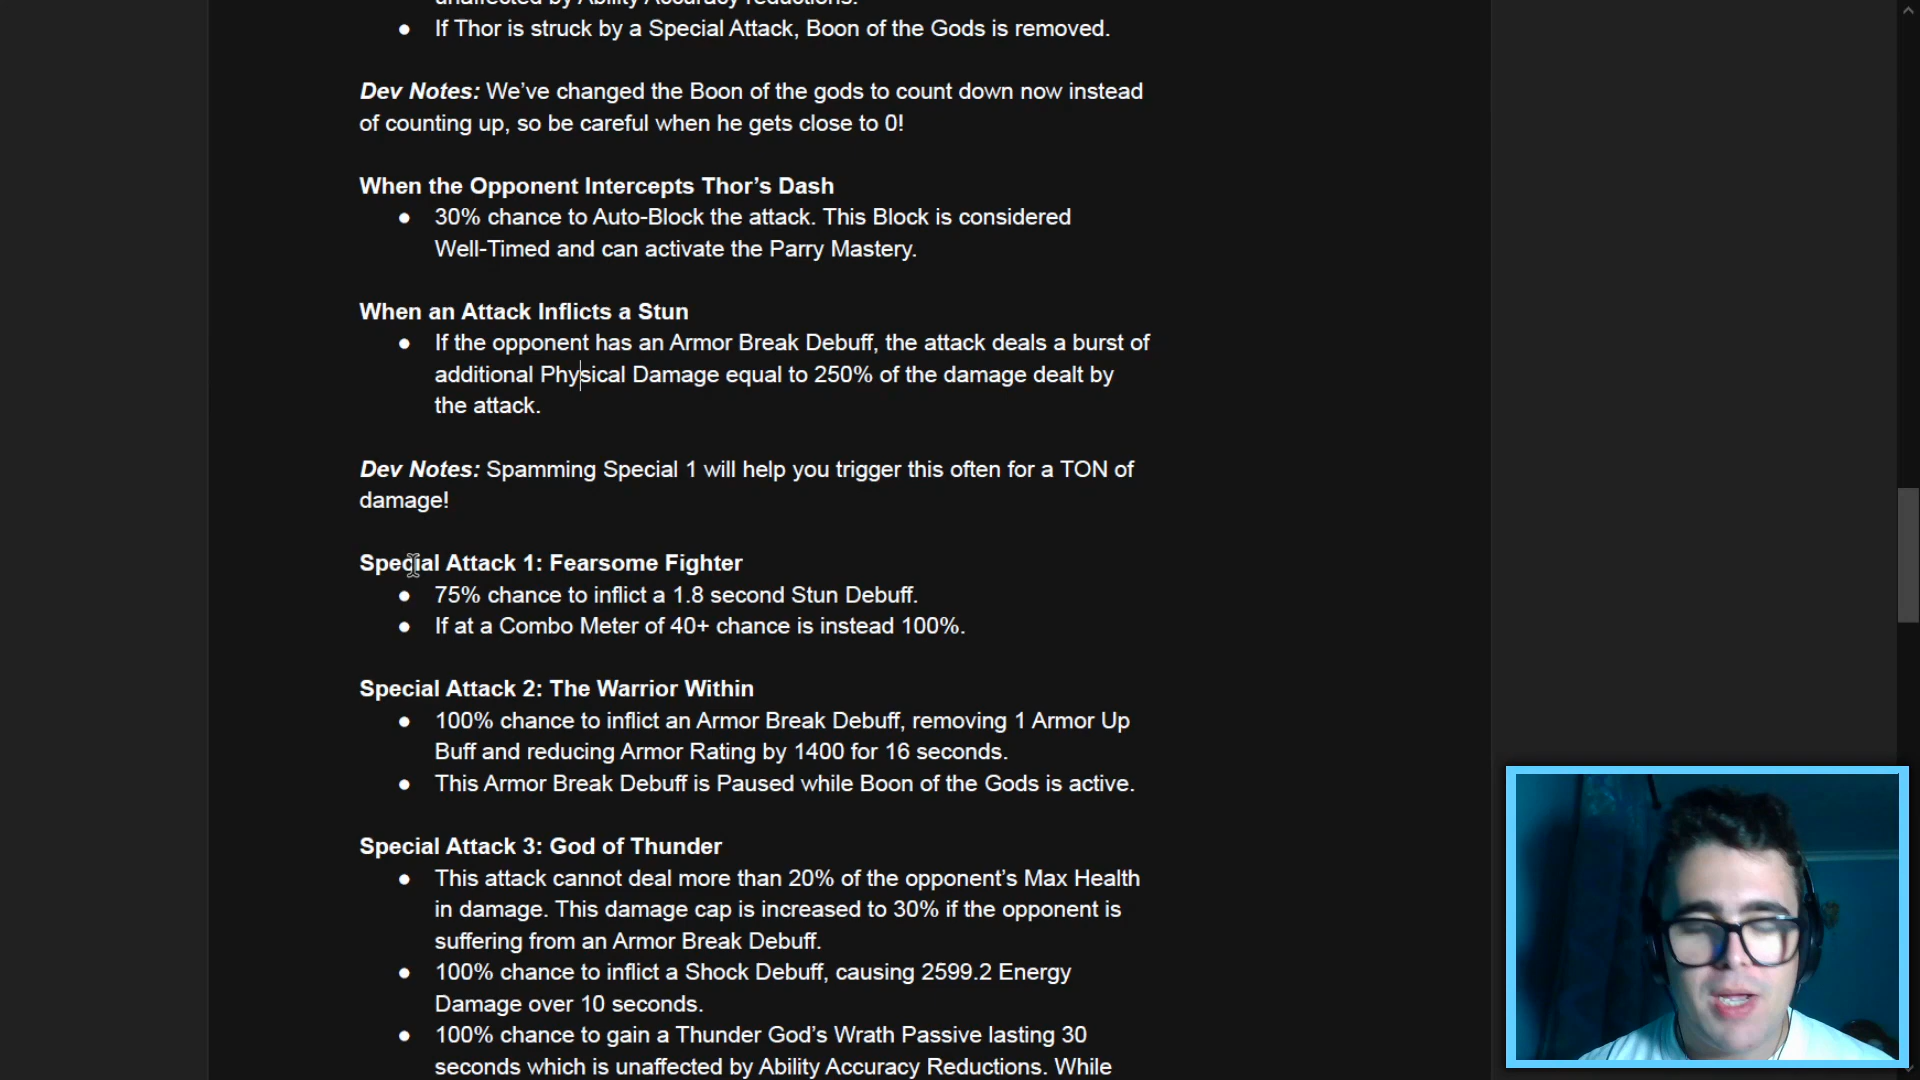 unaffected by Ability Accuracy reductions.
● If Thor is struck by a Special Attack, Boon of the Gods is removed.
Dev Notes: We’ve changed the Boon of the gods to count down now instead
of counting up, so be careful when he gets close to 0!
When the Opponent Intercepts Thor’s Dash
● 30% chance to Auto-Block the attack. This Block is considered
Well-Timed and can activate the Parry Mastery.
When an Attack Inflicts a Stun
● If the opponent has an Armor Break Debuff, the attack deals a burst of
additional Physical Damage equal to 250% of the damage dealt by
the attack.
Dev Notes: Spamming Special 1 will help you trigger this often for a TON of
damage!
Special Attack 1: Fearsome Fighter
● 75% chance to inflict a 1.8 second Stun Debuff.
● If at a Combo Meter of 40+ chance is instead 100%.
Special Attack 2: The Warrior Within
● 100% chance to inflict an Armor Break Debuff, removing 1 Armor Up
Buff and reducing Armor Rating by 1400 for 16 seconds.
● This Armor Break Debuff is Paused while Boon of the Gods is active.
Special Attack 3: God of Thunder
● This attack cannot deal more than 20% of the opponent’s Max Health
in damage. This damage cap is increased to 30% if the opponent is
suffering from an Armor Break Debuff.
● 100% chance to inflict a Shock Debuff, causing 2599.2 Energy
Damage over 10 seconds.
● 100% chance to gain a Thunder God’s Wrath Passive lasting 30
seconds which is unaffected by Ability Accuracy Reductions. While